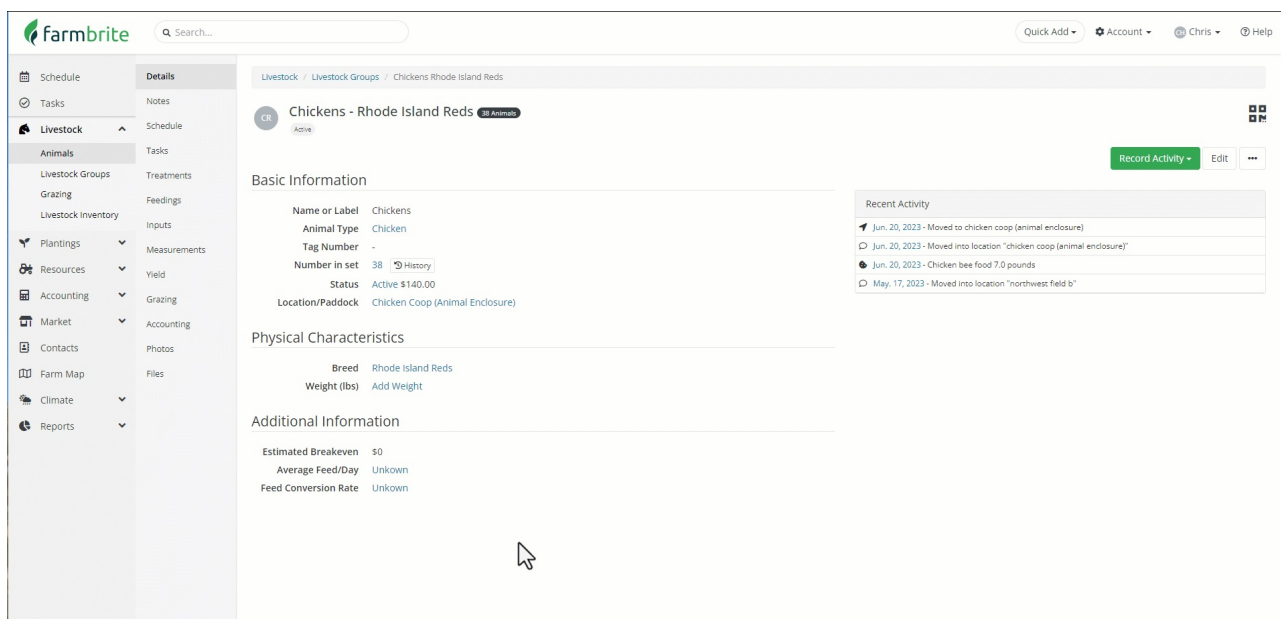 farmbrite
Search...
Quick Add
Account
CH Chris
Help
Schedule
Tasks
Livestock
Animals
Livestock Groups
Grazing
Livestock Inventory
Plantings
Resources
Accounting
Market
Contacts
Farm Map
Climate
Reports
Details
Notes
Schedule
Tasks
Treatments
Feedings
Inputs
Measurements
Yield
Grazing
Accounting
Photos
Files
Livestock / Livestock Groups / Chickens Rhode Island Reds
CR
Chickens - Rhode Island Reds 38 Animals
Active
Record Activity
Edit
Basic Information
Name or Label Chickens
Animal Type Chicken
Tag Number -
Number in set 38 History
Status Active $140.00
Location/Paddock Chicken Coop (Animal Enclosure)
Physical Characteristics
Breed Rhode Island Reds
Weight (lbs) Add Weight
Additional Information
Estimated Breakeven $0
Average Feed/Day Unkown
Feed Conversion Rate Unkown
Recent Activity
Jun. 20, 2023 - Moved to chicken coop (animal enclosure)
Jun. 20, 2023 - Moved into location "chicken coop (animal enclosure)"
Jun. 20, 2023 - Chicken bee food 7.0 pounds
May. 17, 2023 - Moved into location "northwest field b"